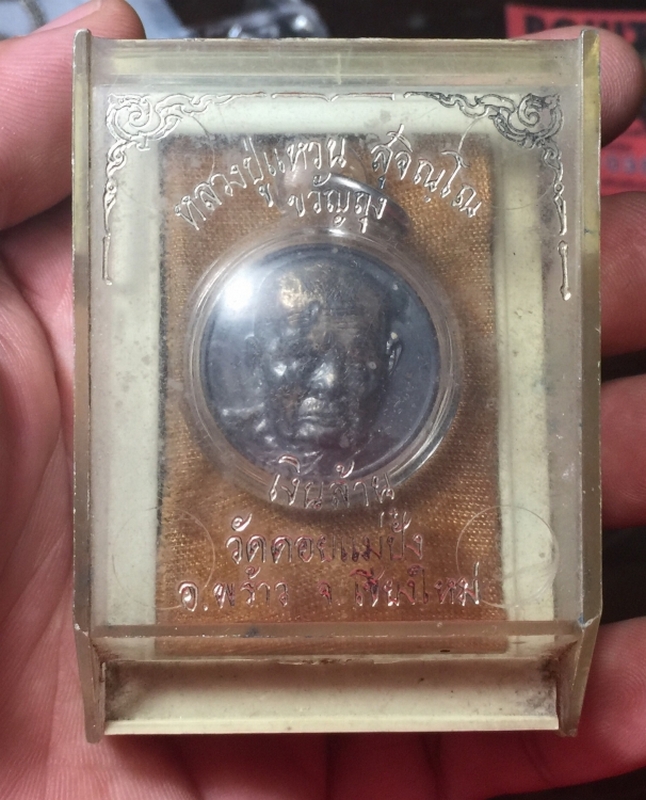 หลวงปู่แหวน สุจิณฺโณ
ขวัญถุง
เงินล้าน
วัดดอยแม่ปั๋ง
อ.พร้าว จ.เชียงใหม่